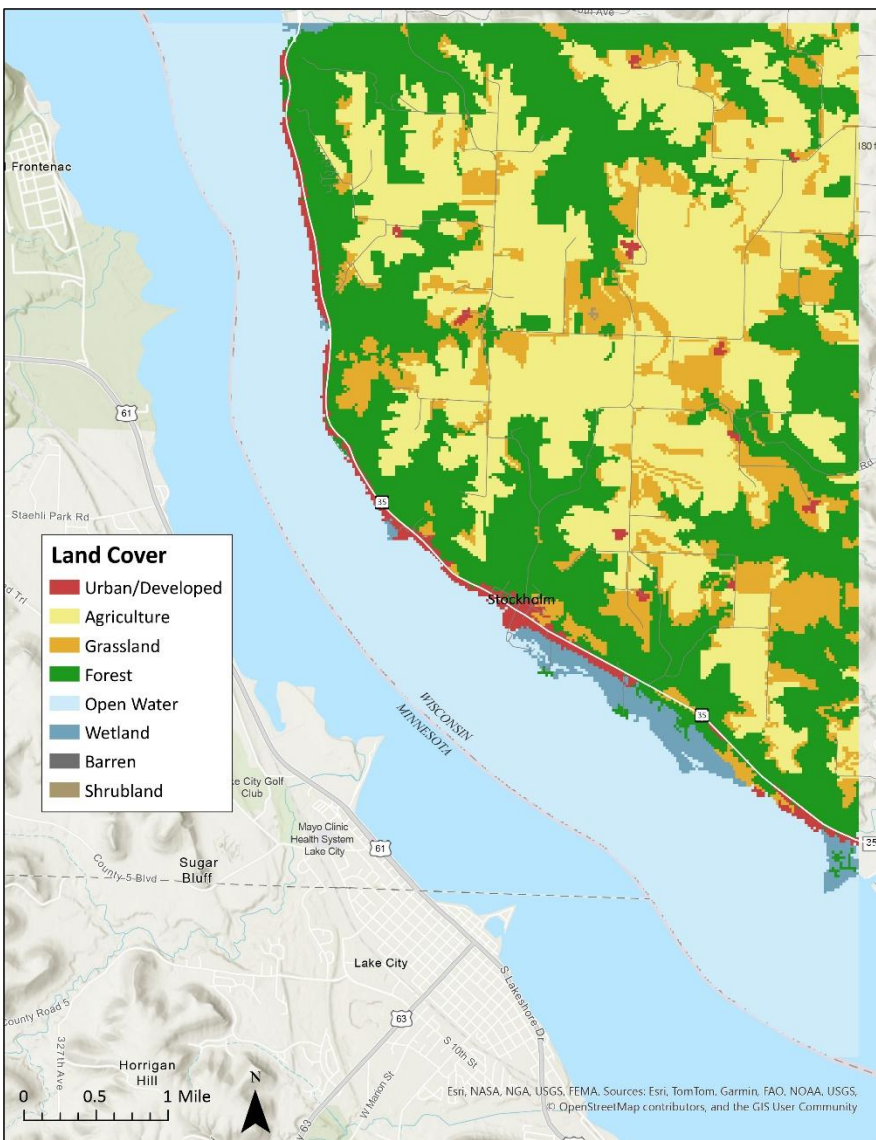 180 f
l Frontenac
61
Staehli Park Rd
35
Land Cover
Urban/Developed
Agriculture
Grassland
Forest
Open Water
Wetland
Barren
Shrubland
Stockholm
WISCONSIN
MINNESOTA
35
35
City Golf
Club
Mayo Clinic
Health System
Lake City
61
County 5 Blvd
Sugar
Bluff
Lake City
S Lakeshore Dr
County Road 5
63
327th Ave
S 10th St
Horrigan
Hill
W Marion St
N
0 0.5 1 Mile
63
Esri, NASA, NGA, USGS, FEMA. Sources: Esri, TomTom, Garmin, FAO, NOAA, USGS,
© OpenStreetMap contributors, and the GIS User Community